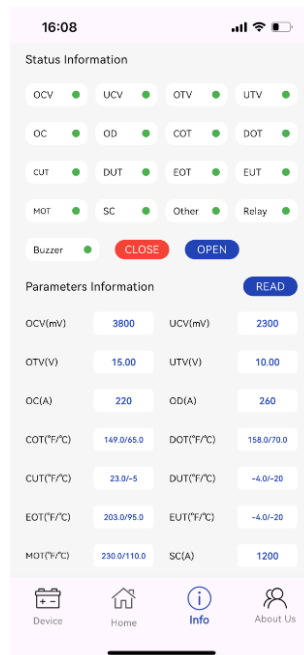 16:08
Status Information
OCV UCV OTV UTV
OC OD COT DOT
CUT DUT EOT EUT
MOT SC Other Relay
Buzzer CLOSE OPEN
Parameters Information READ
OCV(mV) 3800 UCV(mV) 2300
OTV(V) 15.00 UTV(V) 10.00
OC(A) 220 OD(A) 260
COT(°F/°C) 149.0/65.0 DOT(°F/°C) 158.0/70.0
CUT(°F/°C) 23.0/-5 DUT(°F/°C) -4.0/-20
EOT(°F/°C) 203.0/95.0 EUT(°F/°C) -4.0/-20
MOT(°F/°C) 230.0/110.0 SC(A) 1200
Device Home Info About Us